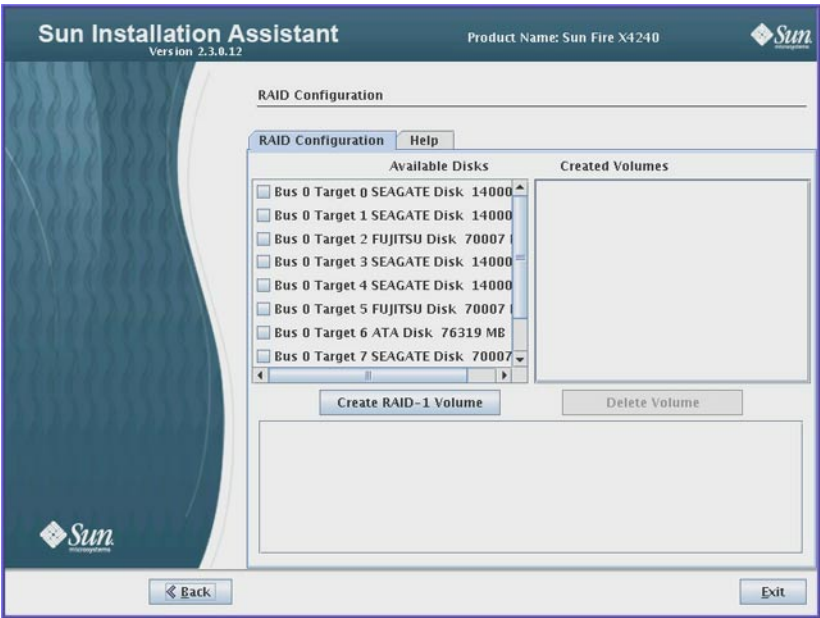 Sun Installation Assistant
Version 2.3.0.12
Product Name: Sun Fire X4240
Sun
microsystems
RAID Configuration
RAID Configuration Help
Available Disks Created Volumes
Bus 0 Target 0 SEAGATE Disk 14000
Bus 0 Target 1 SEAGATE Disk 14000
Bus 0 Target 2 FUJITSU Disk 70007
Bus 0 Target 3 SEAGATE Disk 14000
Bus 0 Target 4 SEAGATE Disk 14000
Bus 0 Target 5 FUJITSU Disk 70007
Bus 0 Target 6 ATA Disk 76319 MB
Bus 0 Target 7 SEAGATE Disk 70007
Create RAID-1 Volume Delete Volume
Sun
microsystems
Back Exit